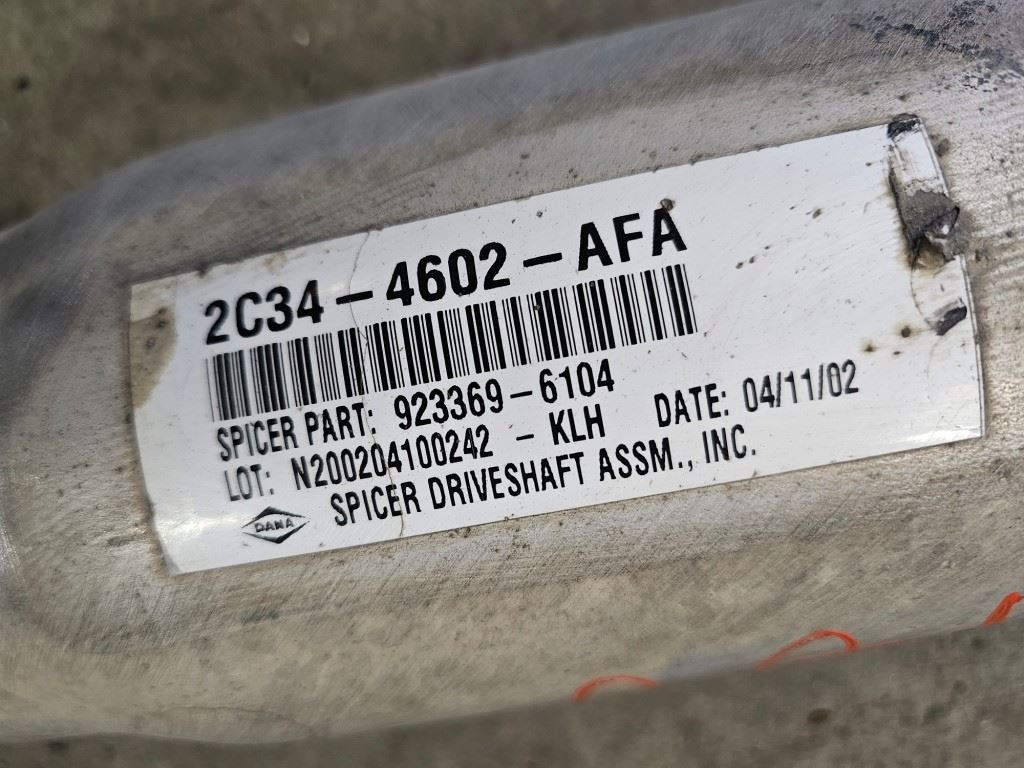 2C34-4602-AFA
SPICER PART: 923369-6104
LOT: N200204100242 - KLH DATE: 04/11/02
DANA SPICER DRIVESHAFT ASSM., INC.